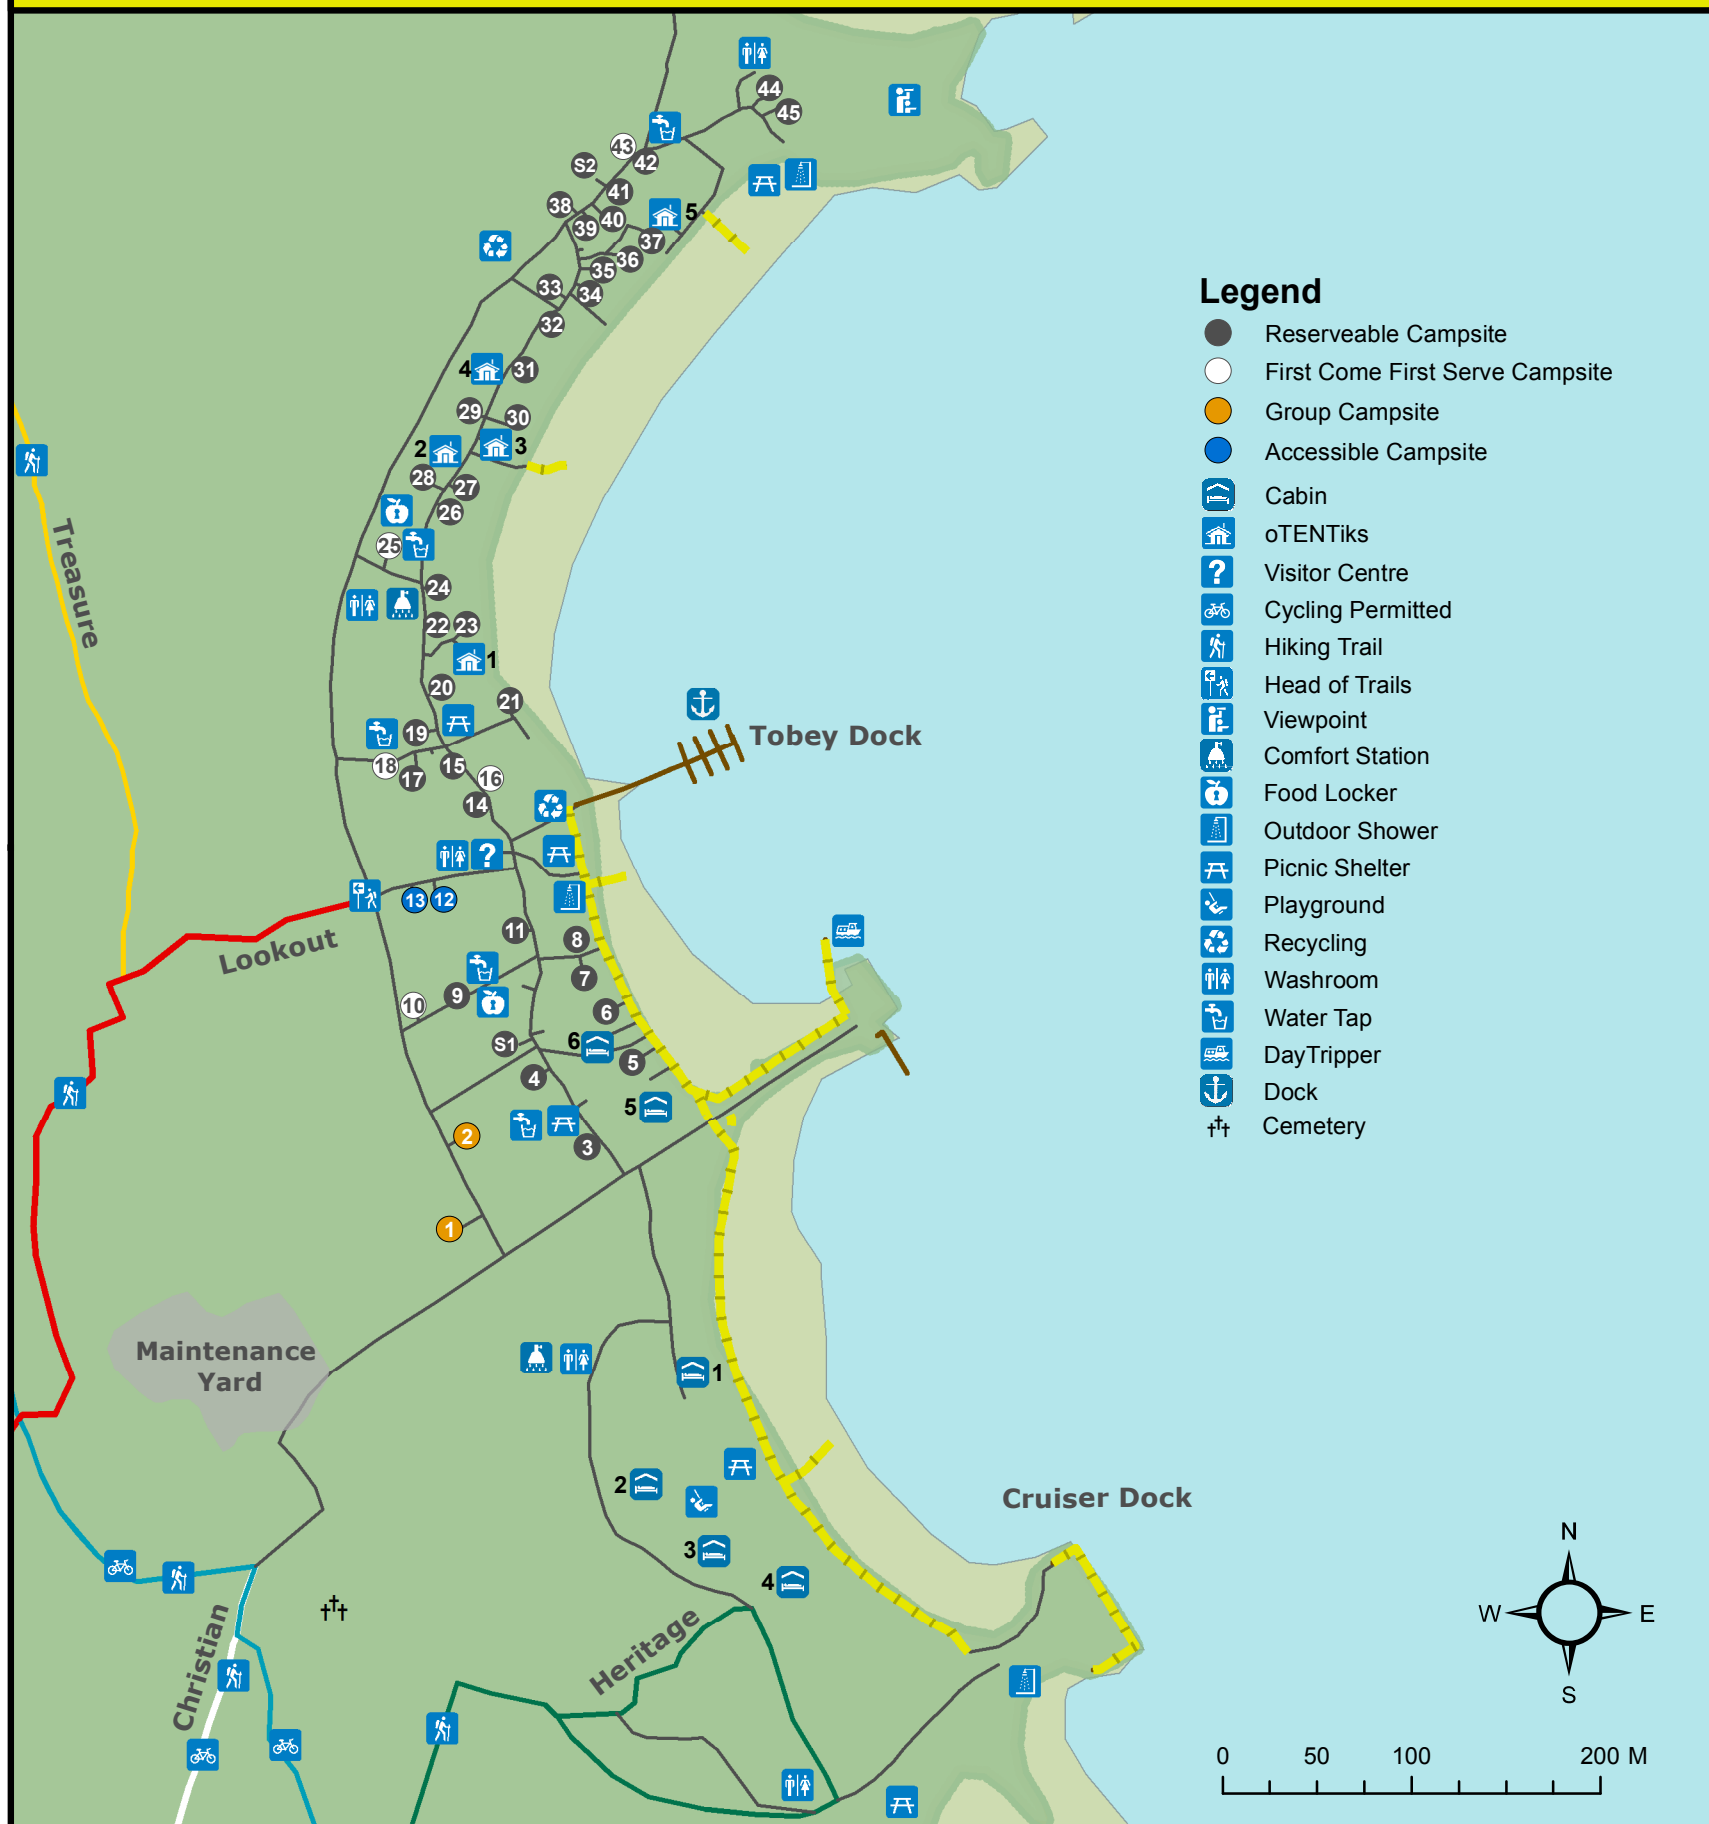 44
45
43
42
S2
41
38
40
39
5
37
36
35
33
34
32
4
31
29
30
2
3
28
27
26
25
24
22
23
1
20
21
19
18
17
15
16
14
Tobey Dock
?
13
12
11
8
7
6
10
9
S1
6
5
4
5
2
3
1
Treasure
Lookout
Maintenance
Yard
1
2
3
4
Cruiser Dock
Heritage
Christian
Legend
Reserveable Campsite
First Come First Serve Campsite
Group Campsite
Accessible Campsite
Cabin
oTENTiks
? Visitor Centre
Cycling Permitted
Hiking Trail
Head of Trails
Viewpoint
Comfort Station
Food Locker
Outdoor Shower
Picnic Shelter
Playground
Recycling
Washroom
Water Tap
DayTripper
Dock
Cemetery
N
W E
S
0 50 100 200 M